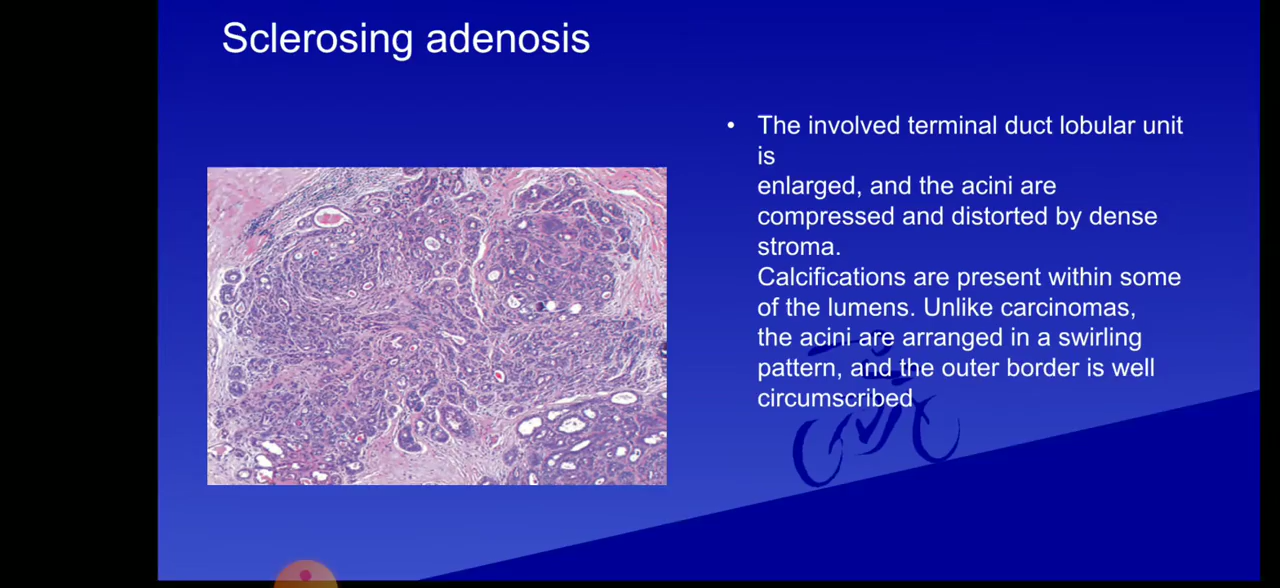 Sclerosing adenosis
• The involved terminal duct lobular unit
is
enlarged, and the acini are
compressed and distorted by dense
stroma.
Calcifications are present within some
of the lumens. Unlike carcinomas,
the acini are arranged in a swirling
pattern, and the outer border is well
circumscribed